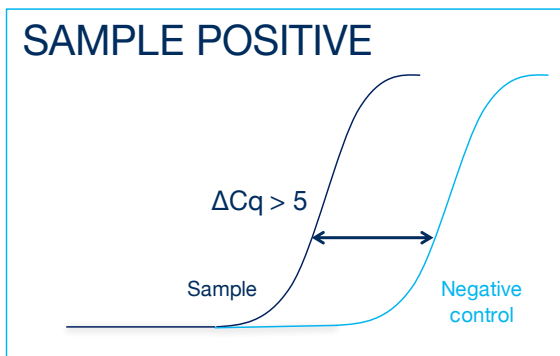 SAMPLE POSITIVE
ΔCq > 5
Sample
Negative
control